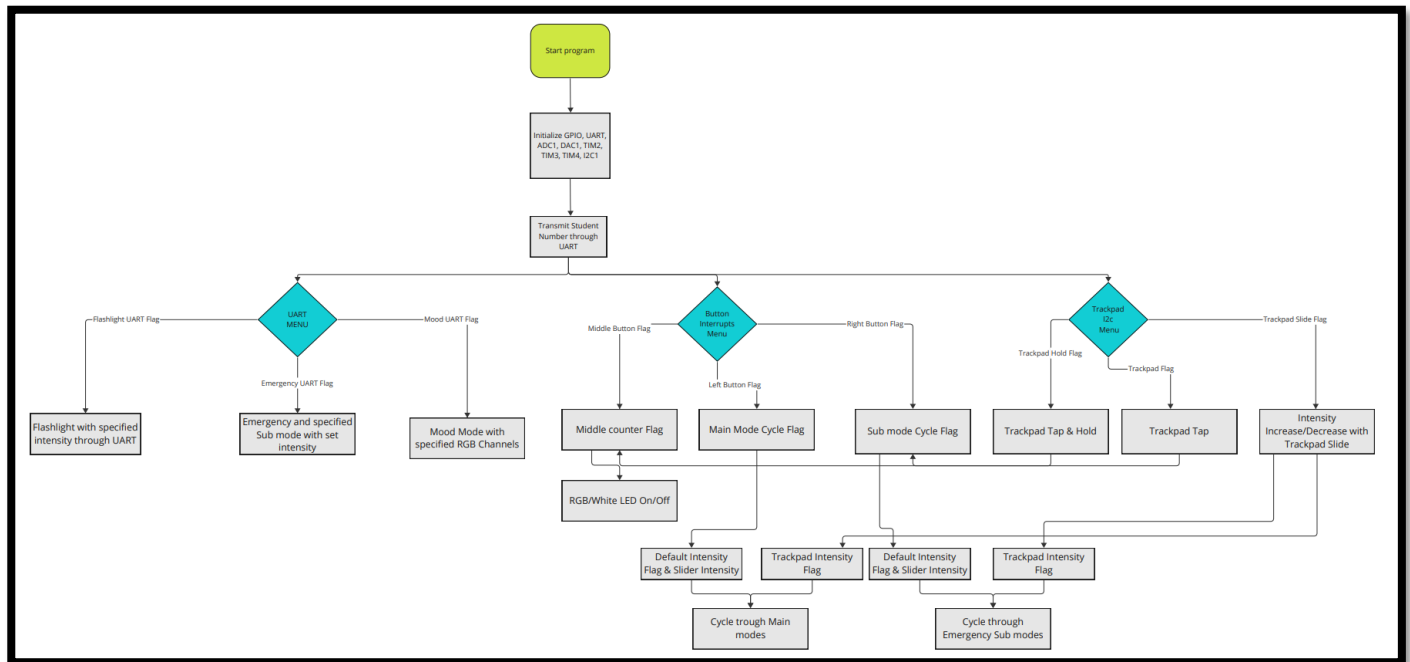 Start program
Initialize GPIO, UART,
ADC1, DAC1, TIM2,
TIM3, TIM4, I2C1
Transmit Student
Number through
UART
UART
MENU
Button
Interrupts
Menu
Trackpad
I2c
Menu
Flashlight UART Flag
Mood UART Flag
Emergency UART Flag
Middle Button Flag
Right Button Flag
Left Button Flag
Trackpad Slide Flag
Trackpad Hold Flag
Trackpad Flag
Flashlight with specified
intensity through UART
Emergency and specified
Sub mode with set
intensity
Mood Mode with
specified RGB Channels
Middle counter Flag
Main Mode Cycle Flag
Sub mode Cycle Flag
Trackpad Tap & Hold
Trackpad Tap
Intensity
Increase/Decrease with
Trackpad Slide
RGB/White LED On/Off
Default Intensity
Flag & Slider Intensity
Trackpad Intensity
Flag
Default Intensity
Flag & Slider Intensity
Trackpad Intensity
Flag
Cycle trough Main
modes
Cycle through
Emergency Sub modes